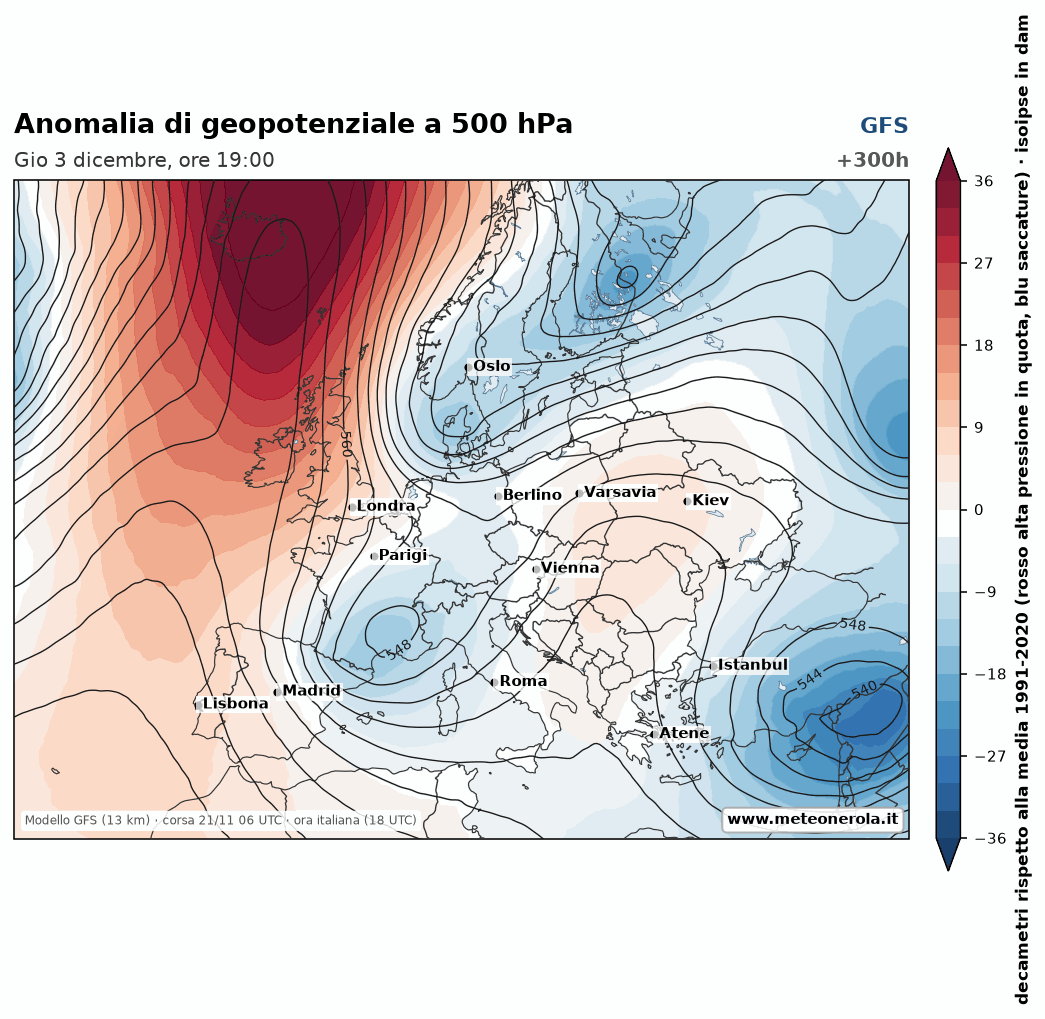 Anomalia di geopotenziale a 500 hPa
GFS
Gio 3 dicembre, ore 19:00
+300h
Oslo
560
Berlino
Varsavia
Kiev
Londra
Parigi
Vienna
548
548
Istanbul
Roma
544
540
Madrid
Lisbona
Atene
Modello GFS (13 km) · corsa 21/11 06 UTC · ora italiana (18 UTC)
www.meteonerola.it
36
27
18
9
0
−9
−18
−27
−36
decametri rispetto alla media 1991-2020 (rosso alta pressione in quota, blu saccature) · isoipse in dam